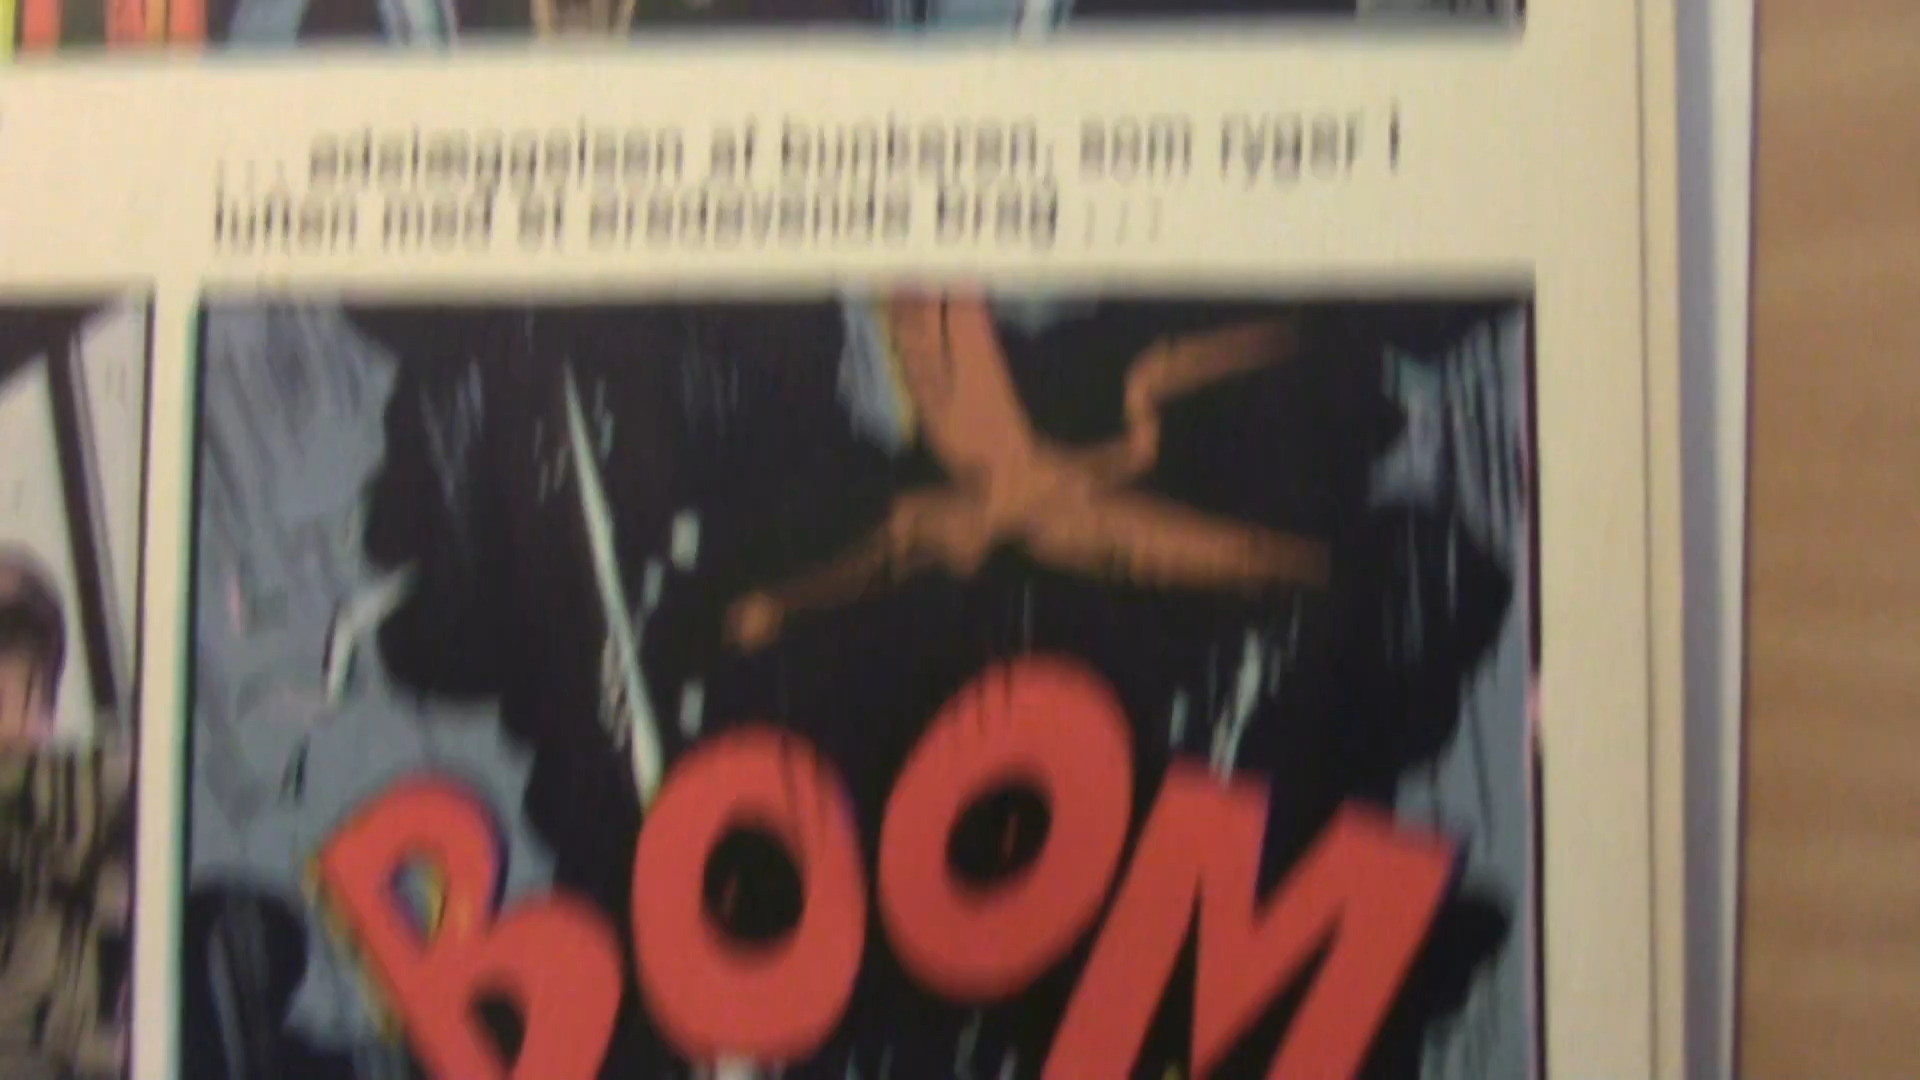 ... ødelæggelsen af bunkeren, som ryger i
luften med et øredøvende brag ...
BOOM